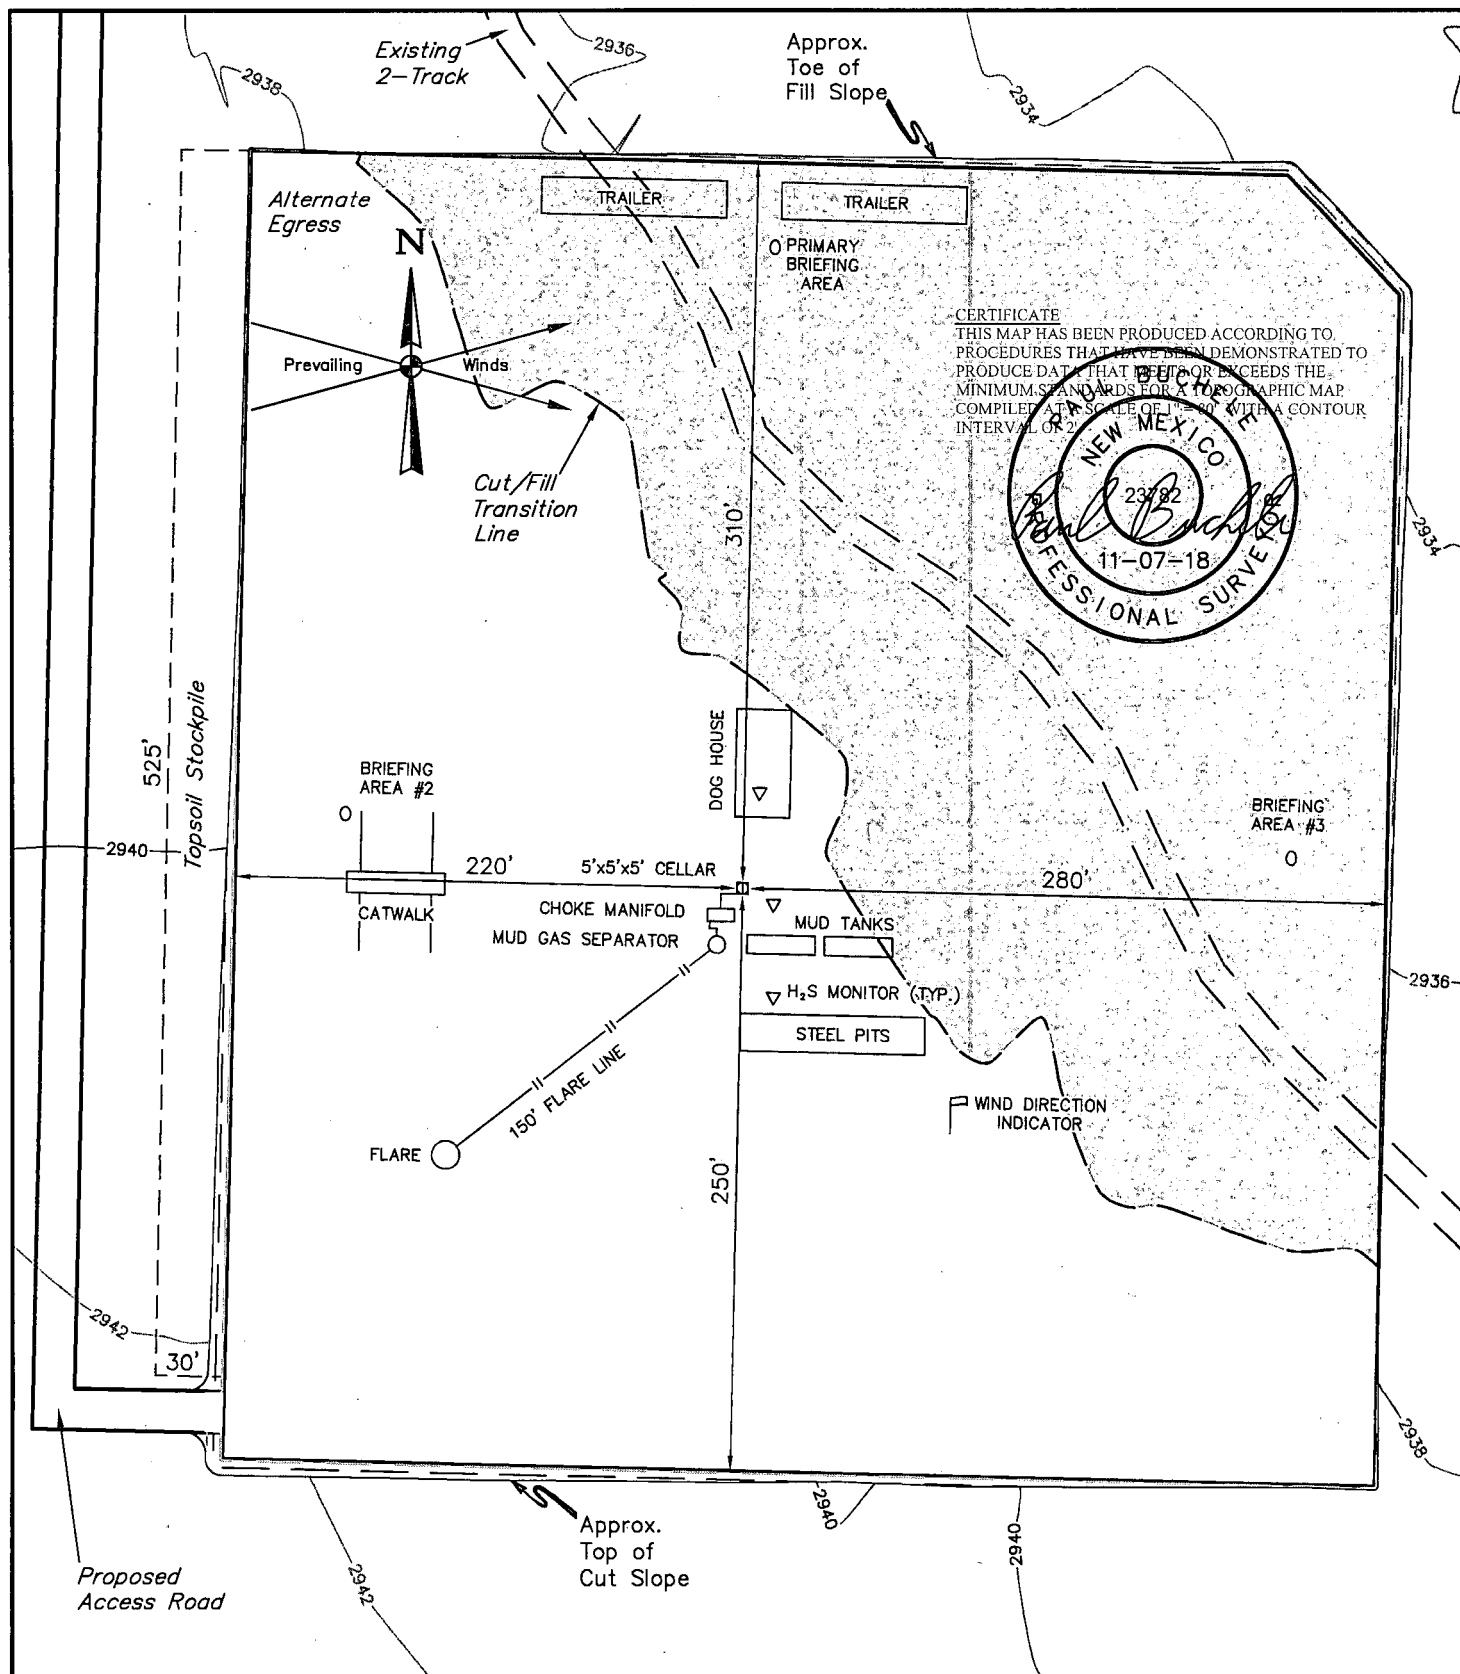 Existing
2-Track
2936
2938
Approx.
Toe of
Fill Slope
2934
Alternate
Egress
N
TRAILER
TRAILER
PRIMARY
BRIEFING
AREA
Prevailing
Winds
CERTIFICATE
THIS MAP HAS BEEN PRODUCED ACCORDING TO
PROCEDURES THAT HAVE BEEN DEMONSTRATED TO
PRODUCE DATA THAT MEETS OR EXCEEDS THE
MINIMUM STANDARDS FOR A TOPOGRAPHIC MAP
COMPILED AT A SCALE OF 1" = 80' WITH A CONTOUR
INTERVAL OF 2'
PAUL BUCHELE
NEW MEXICO
23782
Paul Buchele
11-07-18
PROFESSIONAL SURVEYOR
Cut/Fill
Transition
Line
310'
2934
525'
Topsoil Stockpile
DOG HOUSE
BRIEFING
AREA #2
BRIEFING
AREA #3
2940
220'
5'x5'x5' CELLAR
280'
CATWALK
CHOKE MANIFOLD
MUD TANKS
MUD GAS SEPARATOR
2936
H₂S MONITOR (TYP.)
STEEL PITS
150' FLARE LINE
WIND DIRECTION
INDICATOR
FLARE
250'
2942
30'
2938
2940
2940
Approx.
Top of
Cut Slope
2942
Proposed
Access Road